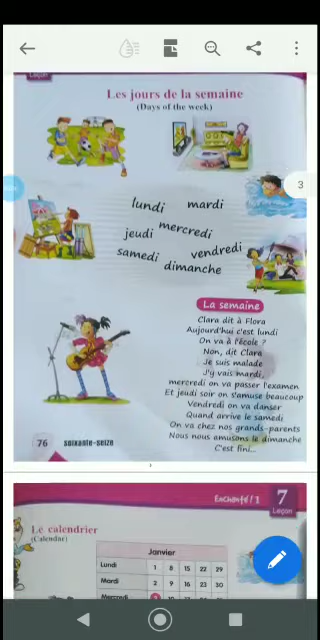 Leçon
Les jours de la semaine
(Days of the week)
3
lundi
mardi
jeudi
mercredi
samedi
vendredi
dimanche
La semaine
Clara dit à Flora
Aujourd'hui c'est lundi
On va à l'école ?
Non, dit Clara
Je suis malade
J'y vais mardi,
mercredi on va passer l'examen
Et jeudi soir on s'amuse beaucoup
Vendredi on va danser
Quand arrive le samedi
On va chez nos grands-parents
Nous nous amusons le dimanche
C'est fini...
76
soixante-seize
Enchanté ! 1
7
Leçon
Le calendrier
(Calendar)
Janvier
Lundi 1 8 15 22 29
Mardi 2 9 16 23 30
Mercredi